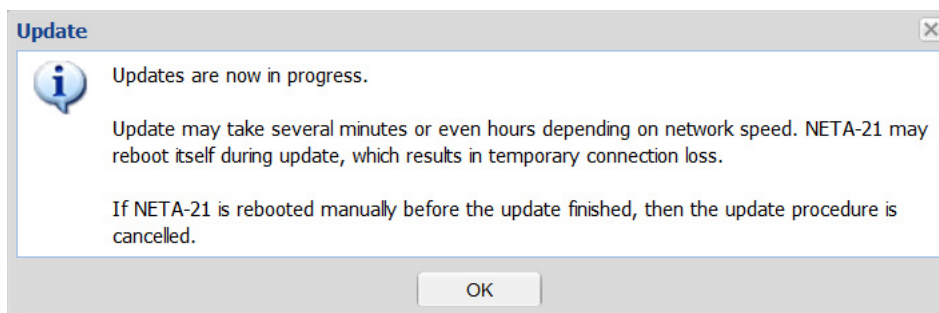 Update
Updates are now in progress.
Update may take several minutes or even hours depending on network speed. NETA-21 may
reboot itself during update, which results in temporary connection loss.
If NETA-21 is rebooted manually before the update finished, then the update procedure is
cancelled.
OK